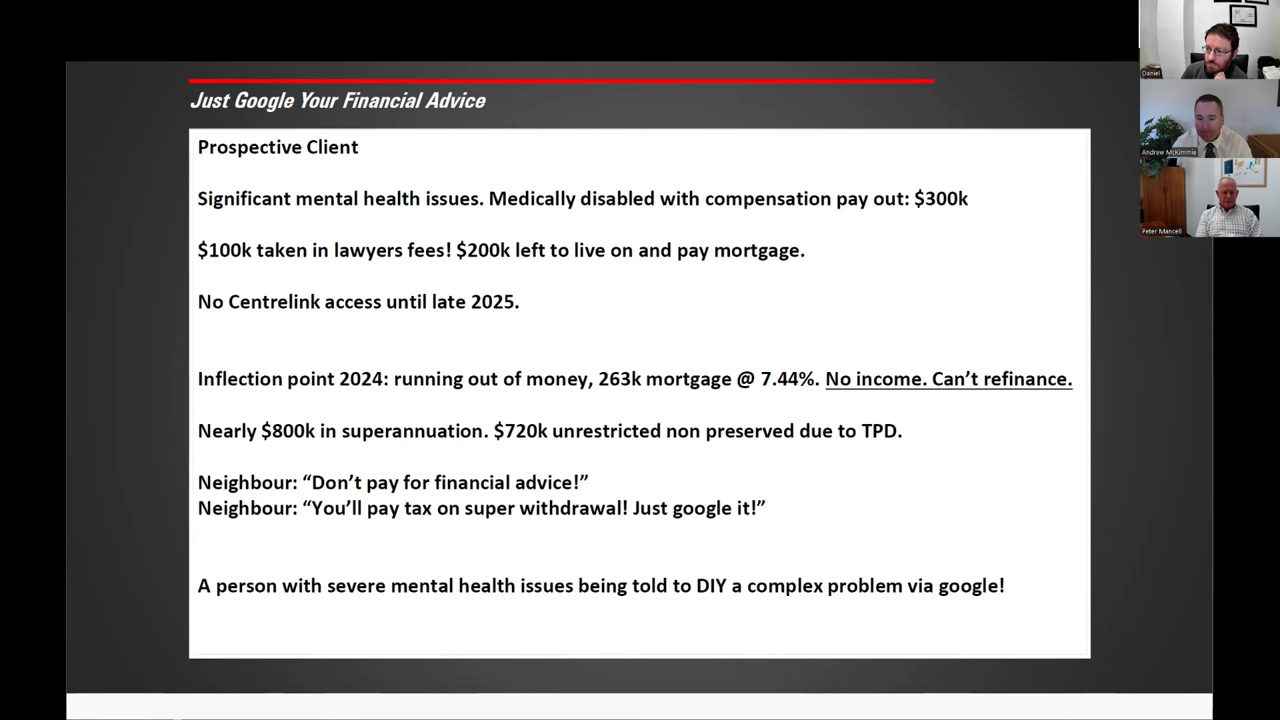 Just Google Your Financial Advice
Prospective Client
Significant mental health issues. Medically disabled with compensation pay out: $300k
$100k taken in lawyers fees! $200k left to live on and pay mortgage.
No Centrelink access until late 2025.
Inflection point 2024: running out of money, 263k mortgage @ 7.44%. No income. Can’t refinance.
Nearly $800k in superannuation. $720k unrestricted non preserved due to TPD.
Neighbour: “Don’t pay for financial advice!”
Neighbour: “You’ll pay tax on super withdrawal! Just google it!”
A person with severe mental health issues being told to DIY a complex problem via google!
Daniel
Andrew McKimmie
Peter Mancell